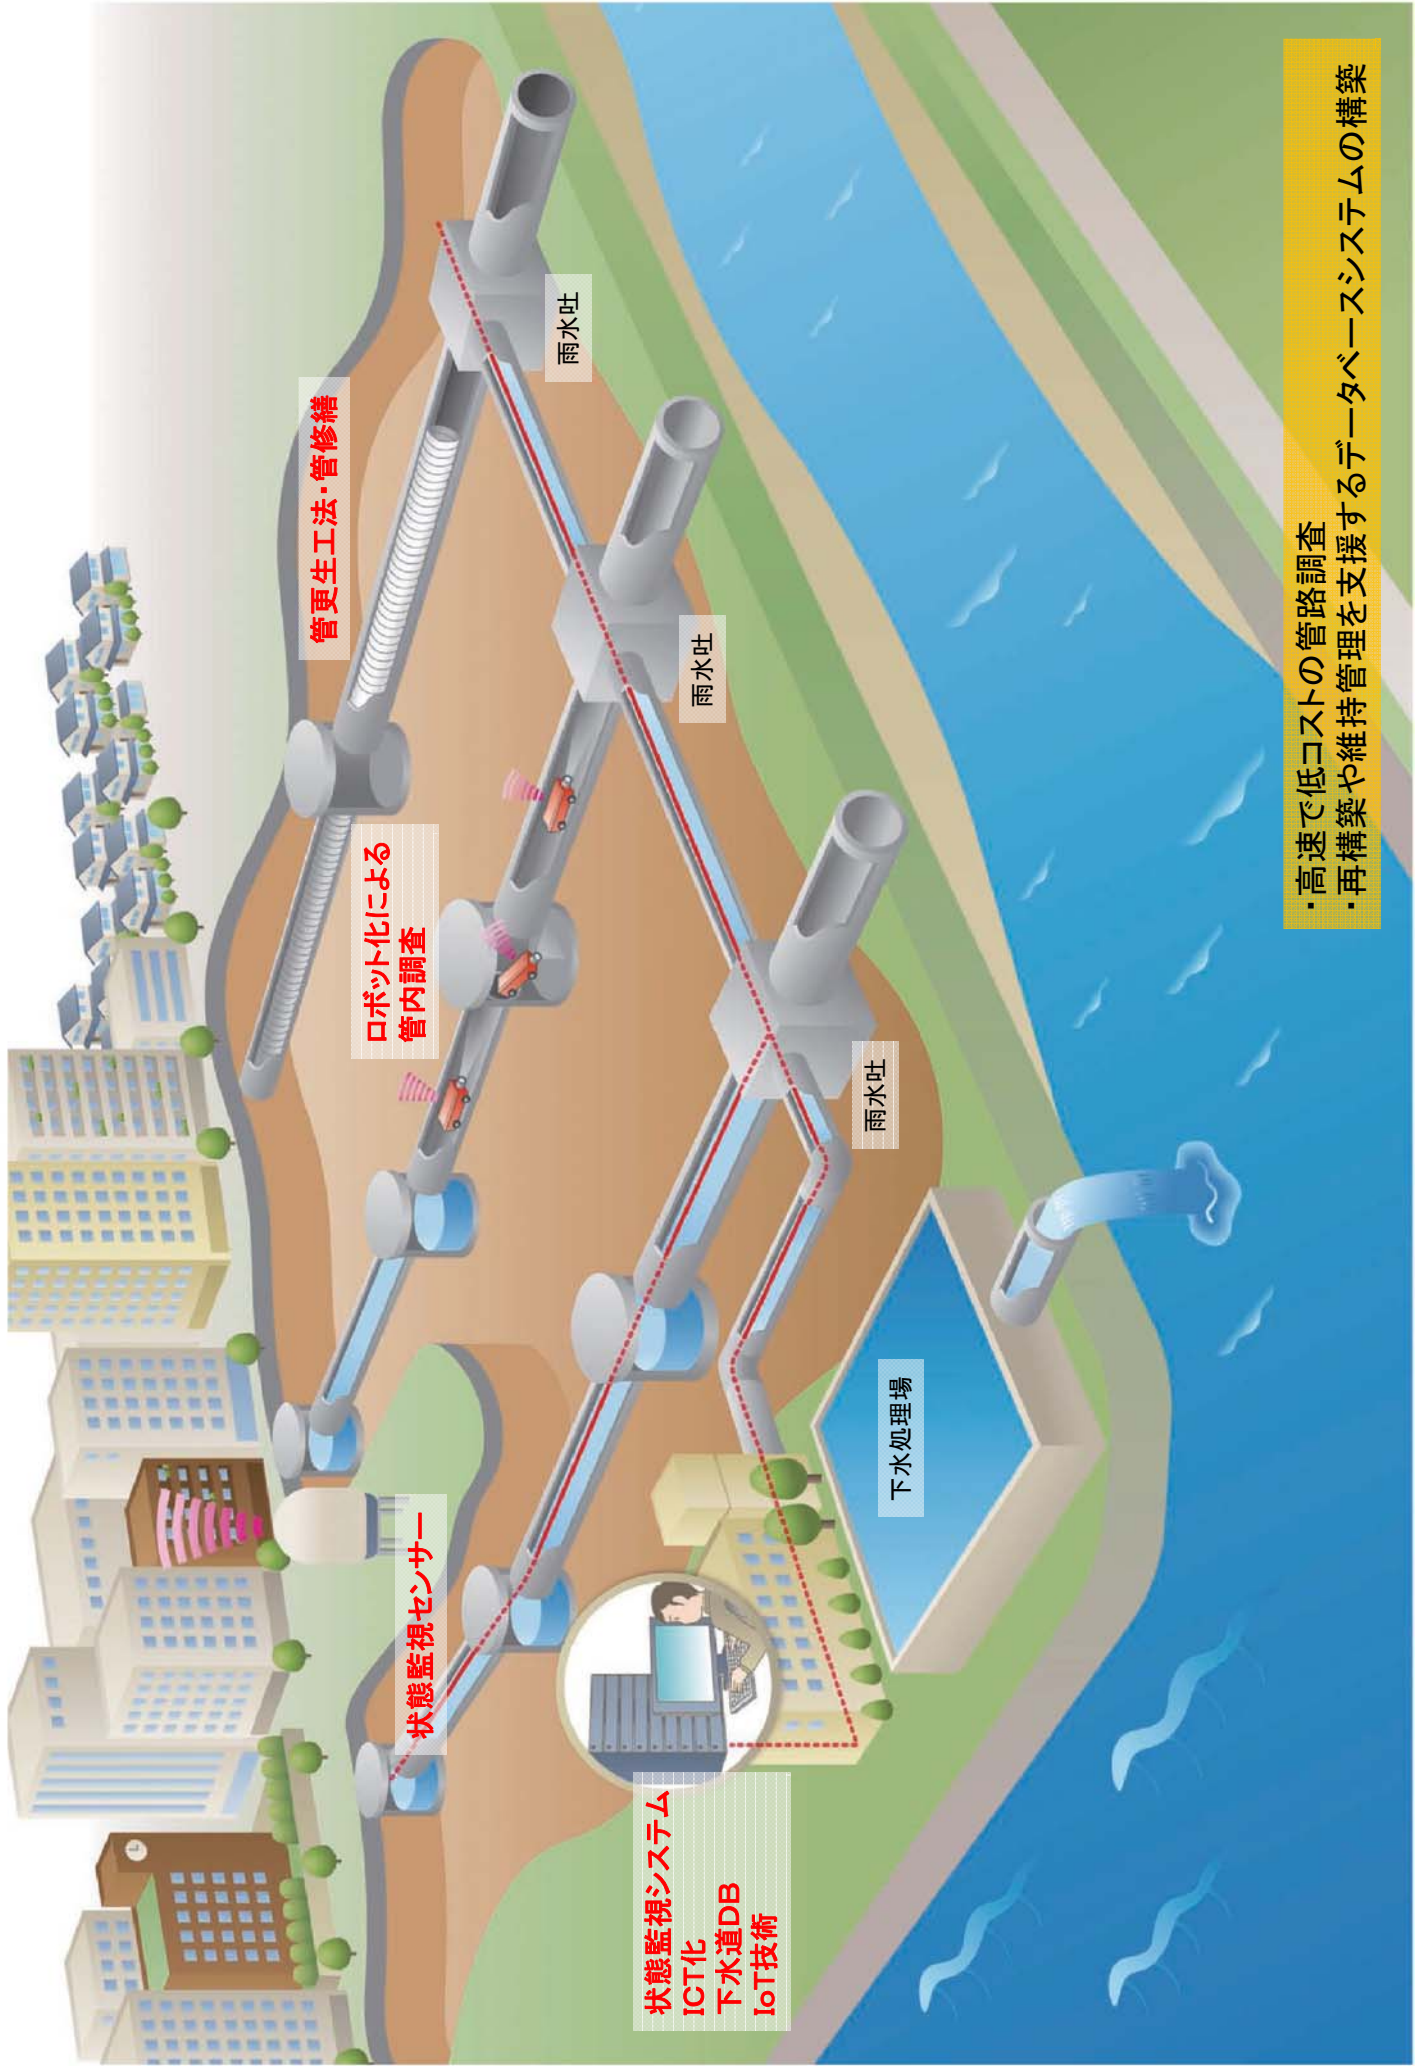 管更生工法・管修繕
ロボット化による
管内調査
状態監視センサー
雨水吐
雨水吐
雨水吐
下水処理場
状態監視システム
ICT化
下水道DB
IoT技術
・高速で低コストの管路調査
・再構築や維持管理を支援するデータベースシステムの構築